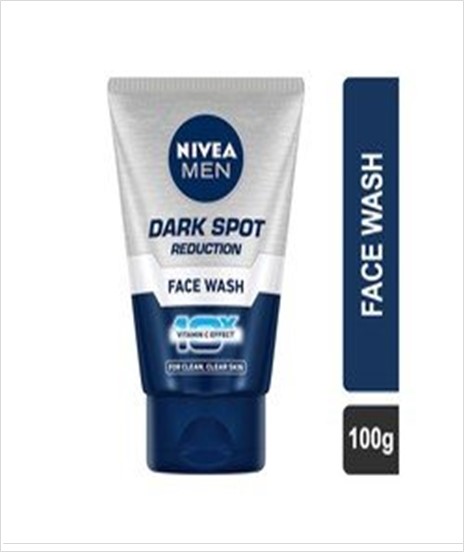 NIVEA
MEN
DARK SPOT
REDUCTION
FACE WASH
10X
VITAMIN C EFFECT
FOR CLEAN, CLEAR SKIN
FACE WASH
100g